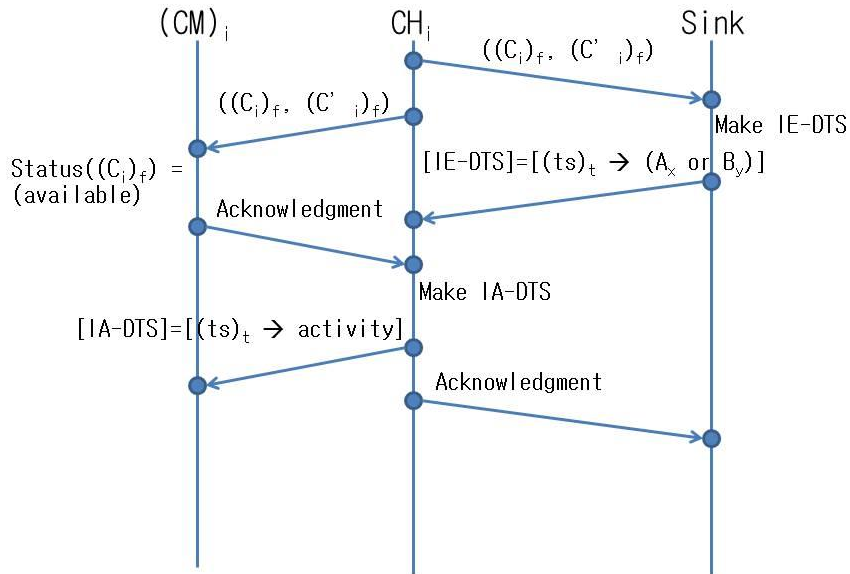 (CM)i CHi Sink
((Ci)f, (C' i)f)
((Ci)f, (C' i)f)
Make IE-DTS
[IE-DTS]=[(ts)t → (Ax or By)]
Status((Ci)f) =
(available)
Acknowledgment
Make IA-DTS
[IA-DTS]=[(ts)t → activity]
Acknowledgment